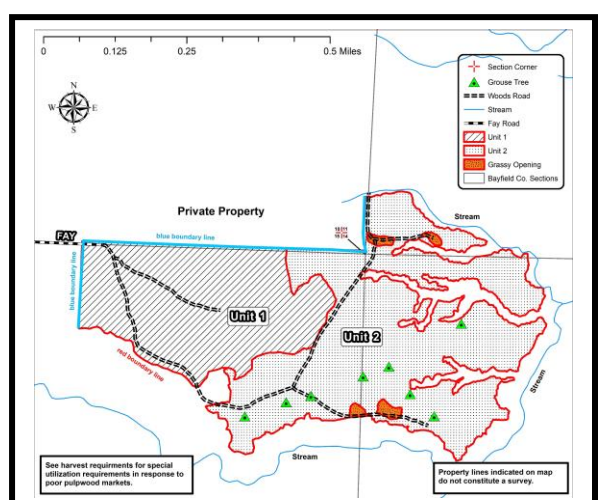 0 0.125 0.25 0.5 Miles
N
W E
S
Section Corner
Grouse Tree
Woods Road
Stream
Fay Road
Unit 1
Unit 2
Grassy Opening
Bayfield Co. Sections
Private Property
Stream
FAY
blue boundary line
blue boundary line
Unit 1
Unit 2
red boundary line
Stream
Stream
See harvest requirments for special
utilization requirements in response to
poor pulpwood markets.
Property lines indicated on map
do not constitute a survey.